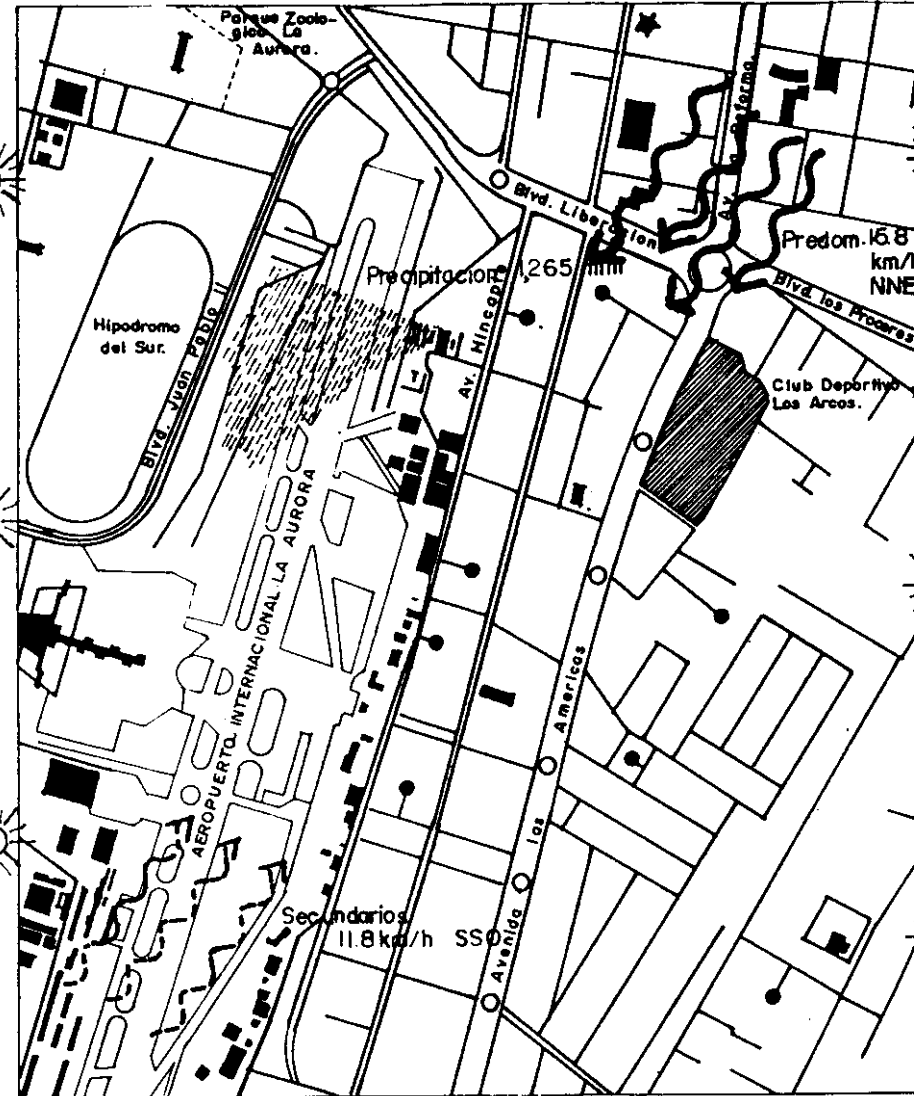 Parque Zoolo-
gico La
Aurora.
Av. Reforma
Blvd. Liberacion
Predom. 16.8
km/h
NNE
Blvd. los Proceres
Precipitacion 1,265 mm
Hipodromo
del Sur.
Blvd. Juan Pablo II
Av. Hincapie
T
Club Deportivo
Los Arcos.
AEROPUERTO. INTERNACIONAL. LA AURORA
Avenida las Americas
Secundarios.
11.8 km/h SSO